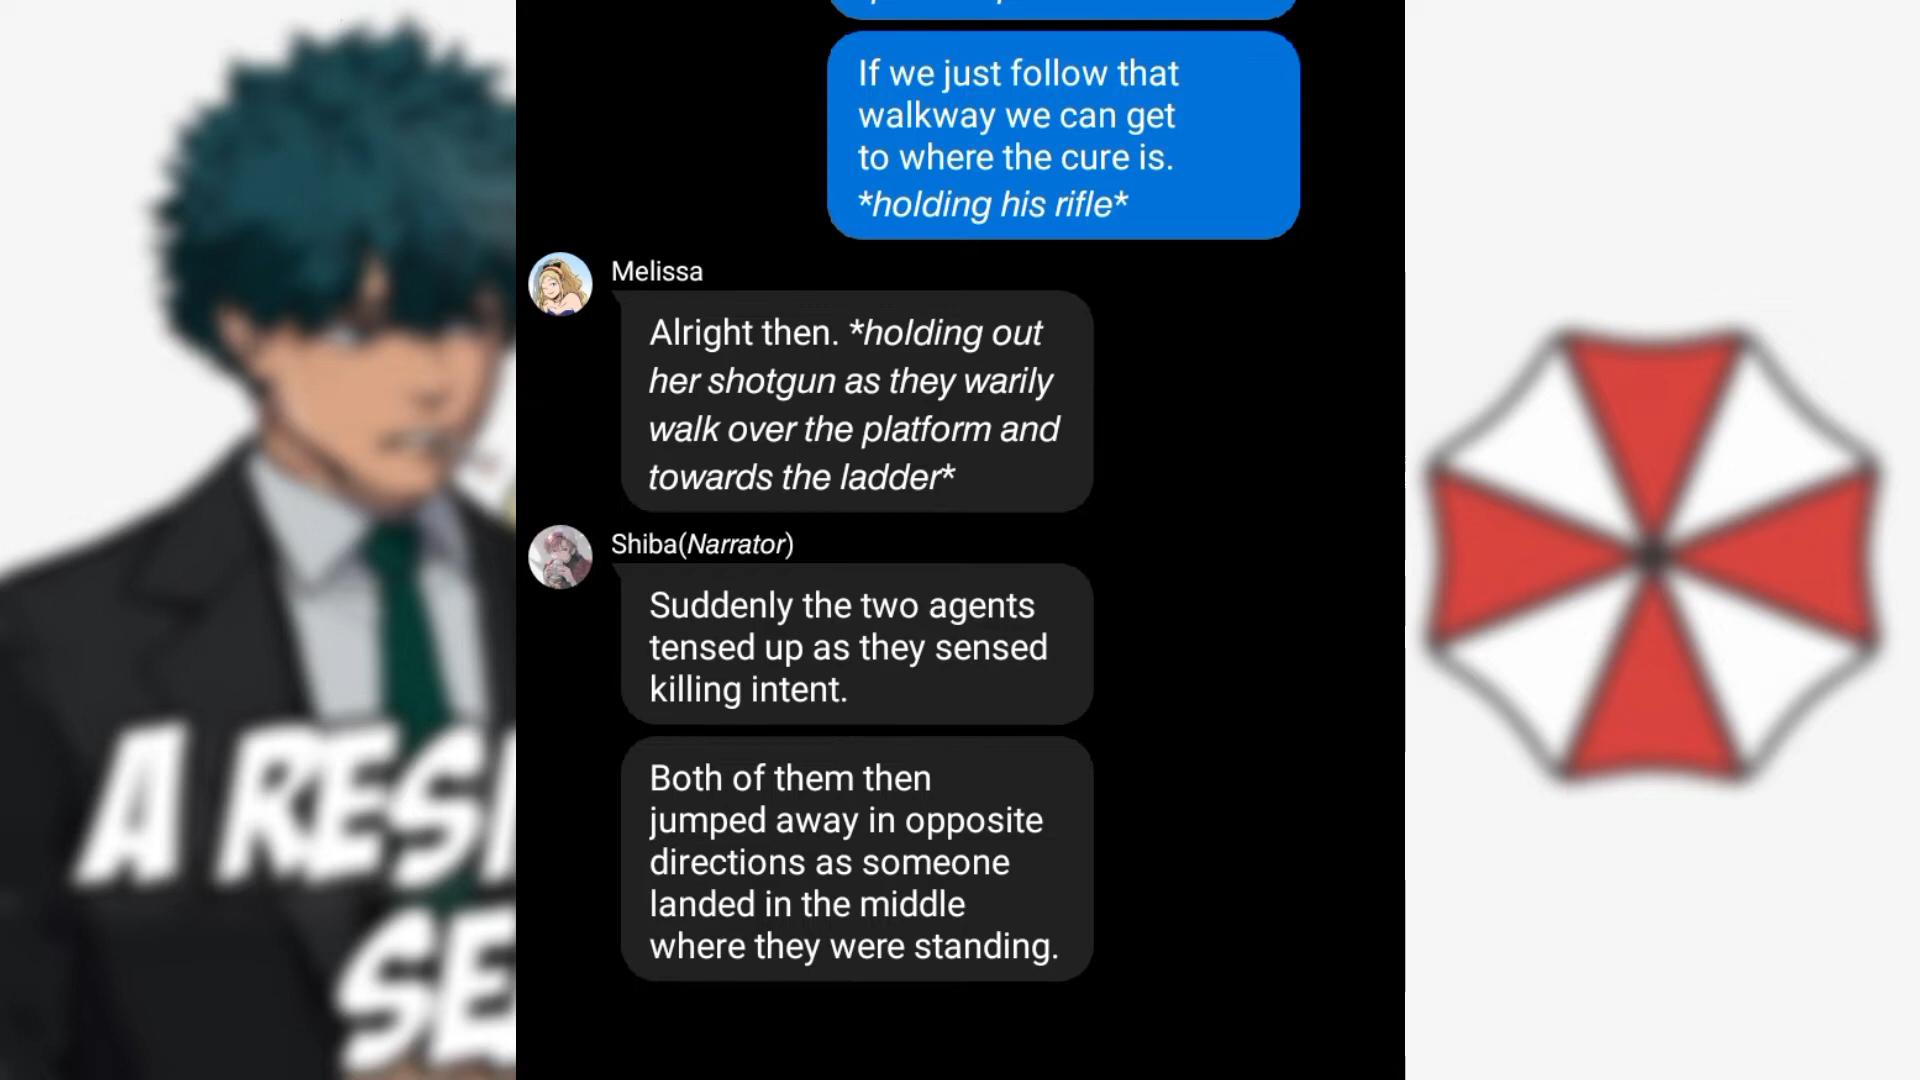 If we just follow that
walkway we can get
to where the cure is.
*holding his rifle*
Melissa
Alright then. *holding out
her shotgun as they warily
walk over the platform and
towards the ladder*
Shiba(Narrator)
Suddenly the two agents
tensed up as they sensed
killing intent.
Both of them then
jumped away in opposite
directions as someone
landed in the middle
where they were standing.
A RESI
SE